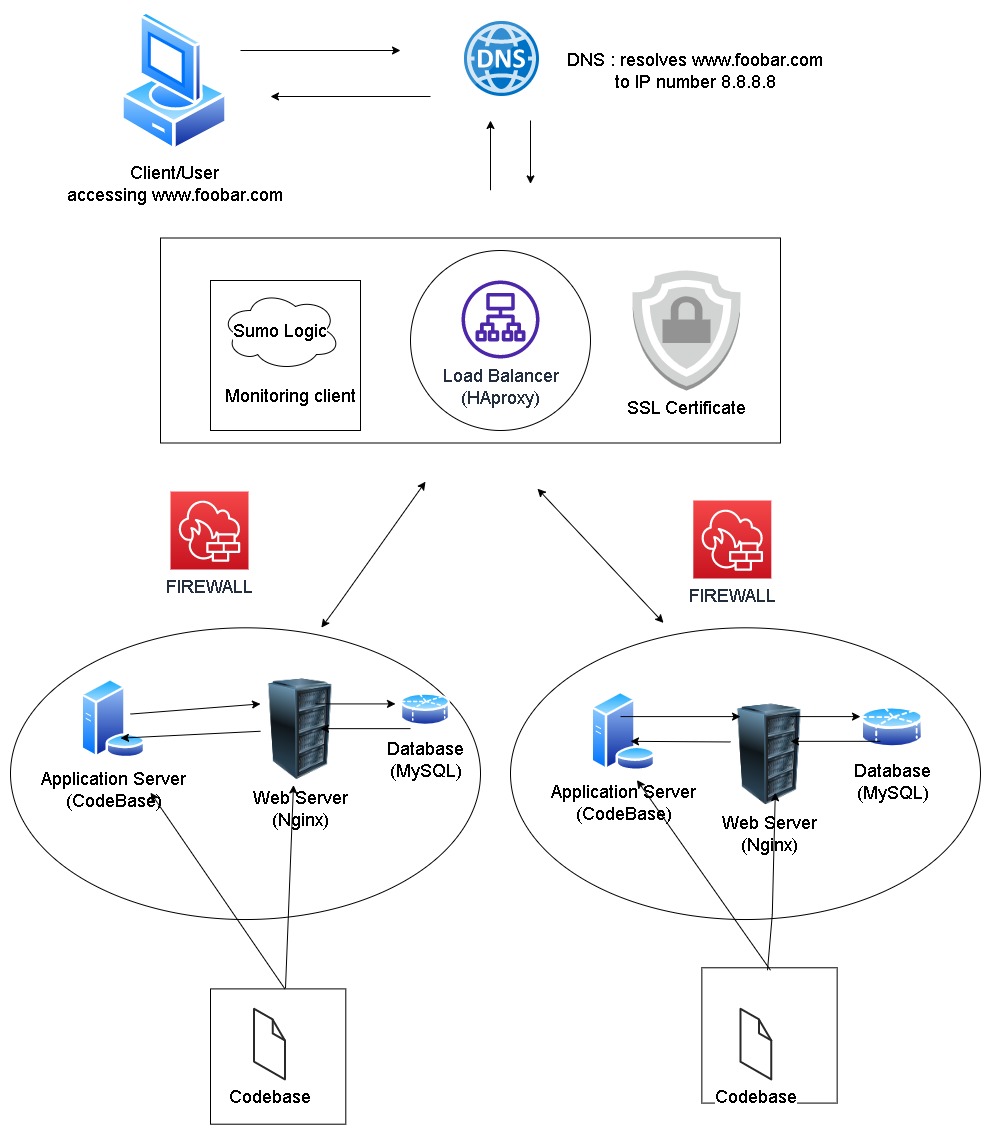 DNS
DNS : resolves www.foobar.com
to IP number 8.8.8.8
Client/User
accessing www.foobar.com
Sumo Logic
Monitoring client
Load Balancer
(HAproxy)
SSL Certificate
FIREWALL
FIREWALL
Application Server
(CodeBase)
Web Server
(Nginx)
Database
(MySQL)
Application Server
(CodeBase)
Web Server
(Nginx)
Database
(MySQL)
Codebase
Codebase